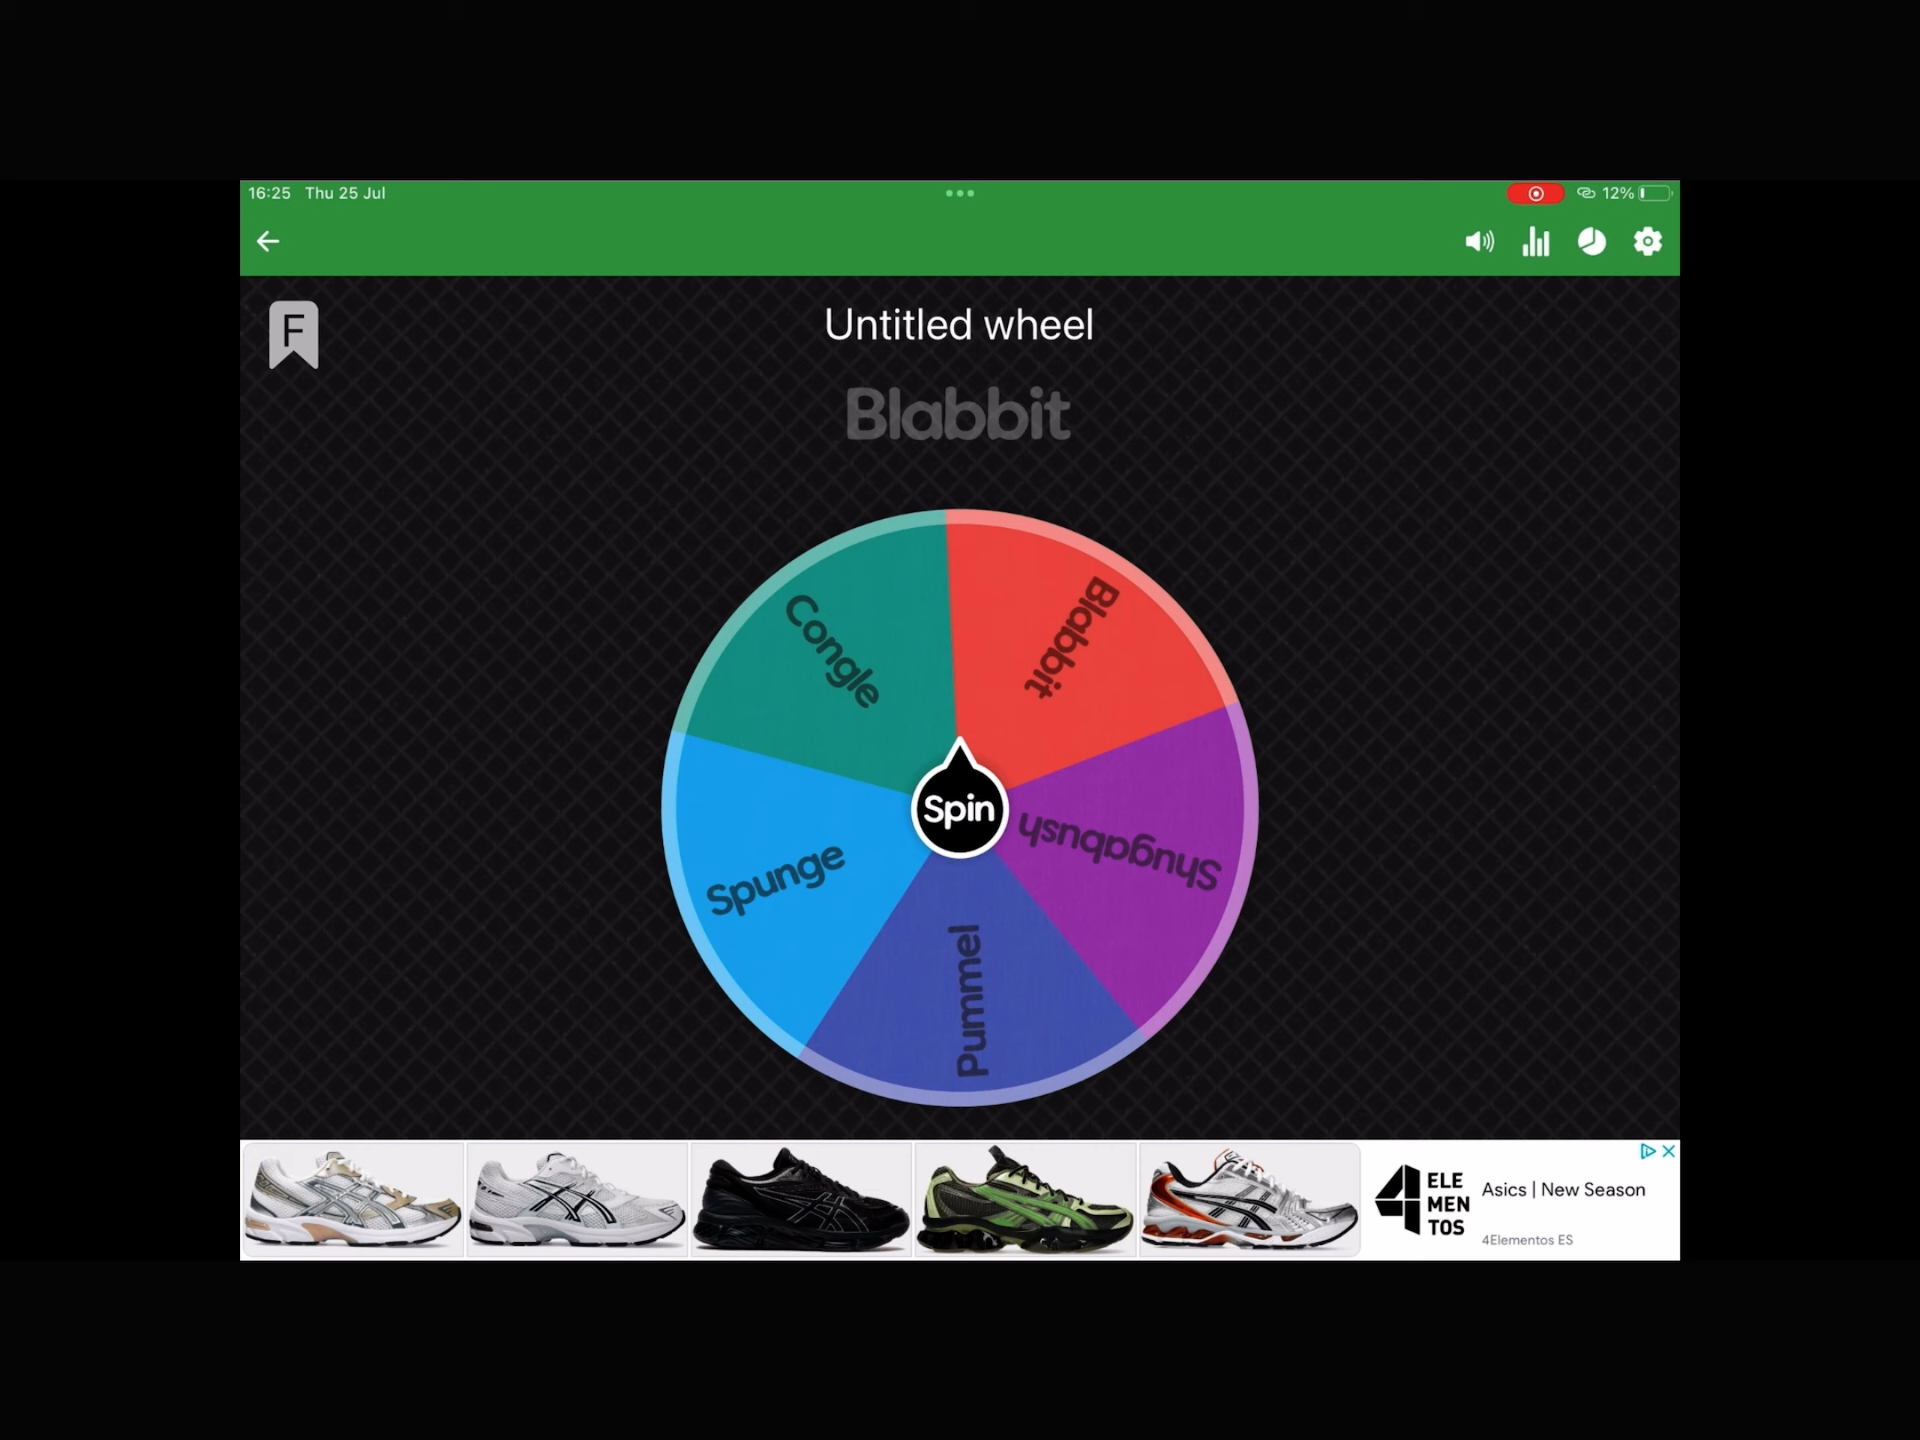 16:25 Thu 25 Jul
12%
F
Untitled wheel
Blabbit
Congle
Blabbit
Spunge
Spin
Shugabush
Pummel
4 ELE
MEN
TOS
Asics | New Season
4Elementos ES